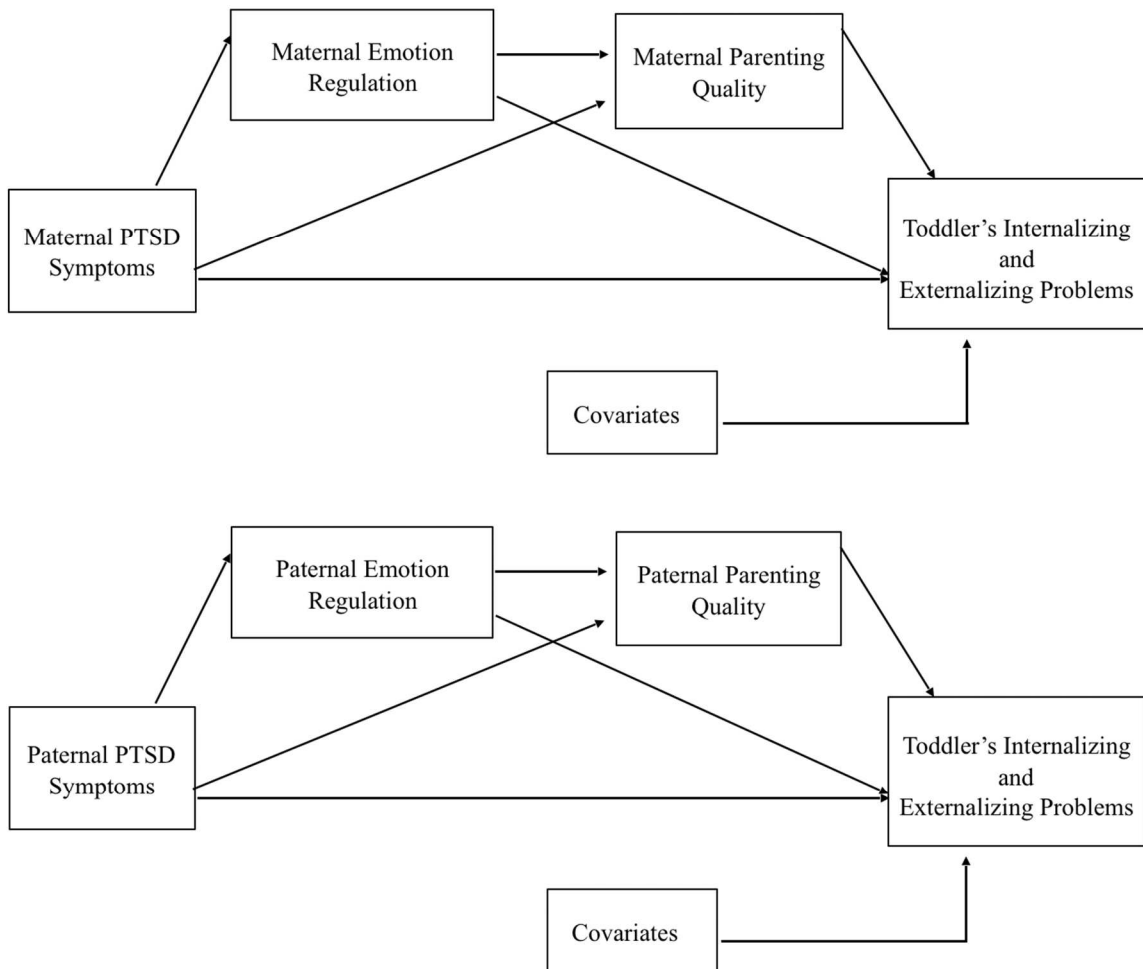 Maternal Emotion
Regulation
Maternal Parenting
Quality
Maternal PTSD
Symptoms
Toddler's Internalizing
and
Externalizing Problems
Covariates
Paternal Emotion
Regulation
Paternal Parenting
Quality
Paternal PTSD
Symptoms
Toddler's Internalizing
and
Externalizing Problems
Covariates